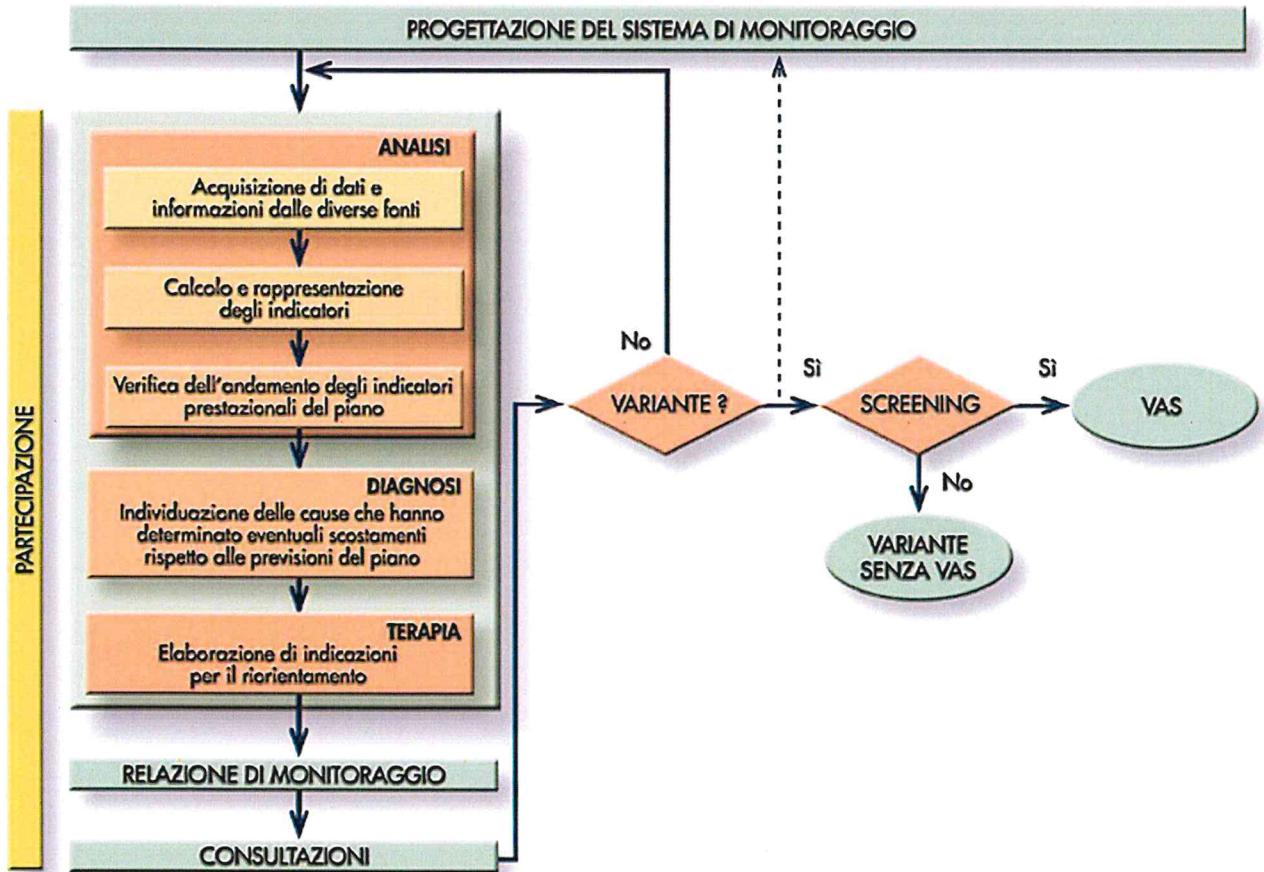 PROGETTAZIONE DEL SISTEMA DI MONITORAGGIO
PARTECIPAZIONE
ANALISI
Acquisizione di dati e
informazioni dalle diverse fonti
Calcolo e rappresentazione
degli indicatori
Verifica dell'andamento degli indicatori
prestazionali del piano
DIAGNOSI
Individuazione delle cause che hanno
determinato eventuali scostamenti
rispetto alle previsioni del piano
TERAPIA
Elaborazione di indicazioni
per il riorientamento
RELAZIONE DI MONITORAGGIO
CONSULTAZIONI
No
VARIANTE ?
Sì
SCREENING
Sì
VAS
No
VARIANTE
SENZA VAS